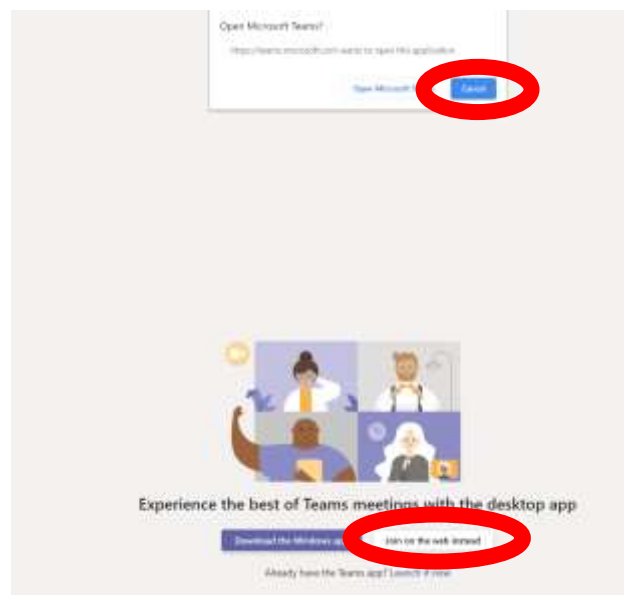 Open Microsoft Teams?
https://teams.microsoft.com wants to open this application
Open Microsoft
Cancel
Experience the best of Teams meetings with the desktop app
Download the Windows
Join on the web instead
Already have the Teams app? Launch it now